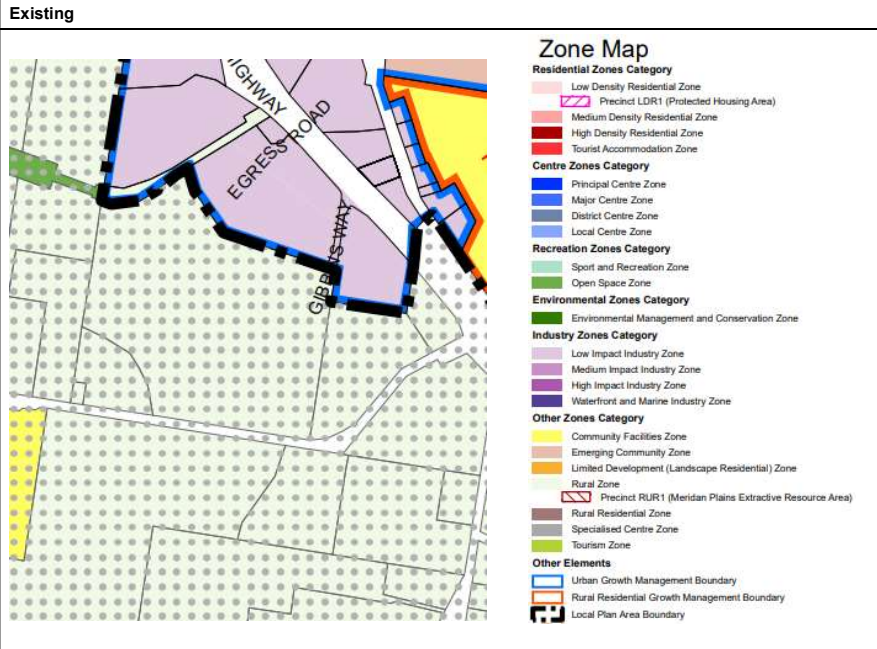 Existing
HIGHWAY
EGRESS ROAD
GIBBENS WAY
Zone Map
Residential Zones Category
Low Density Residential Zone
Precinct LDR1 (Protected Housing Area)
Medium Density Residential Zone
High Density Residential Zone
Tourist Accommodation Zone
Centre Zones Category
Principal Centre Zone
Major Centre Zone
District Centre Zone
Local Centre Zone
Recreation Zones Category
Sport and Recreation Zone
Open Space Zone
Environmental Zones Category
Environmental Management and Conservation Zone
Industry Zones Category
Low Impact Industry Zone
Medium Impact Industry Zone
High Impact Industry Zone
Waterfront and Marine Industry Zone
Other Zones Category
Community Facilities Zone
Emerging Community Zone
Limited Development (Landscape Residential) Zone
Rural Zone
Precinct RUR1 (Meridan Plains Extractive Resource Area)
Rural Residential Zone
Specialised Centre Zone
Tourism Zone
Other Elements
Urban Growth Management Boundary
Rural Residential Growth Management Boundary
Local Plan Area Boundary